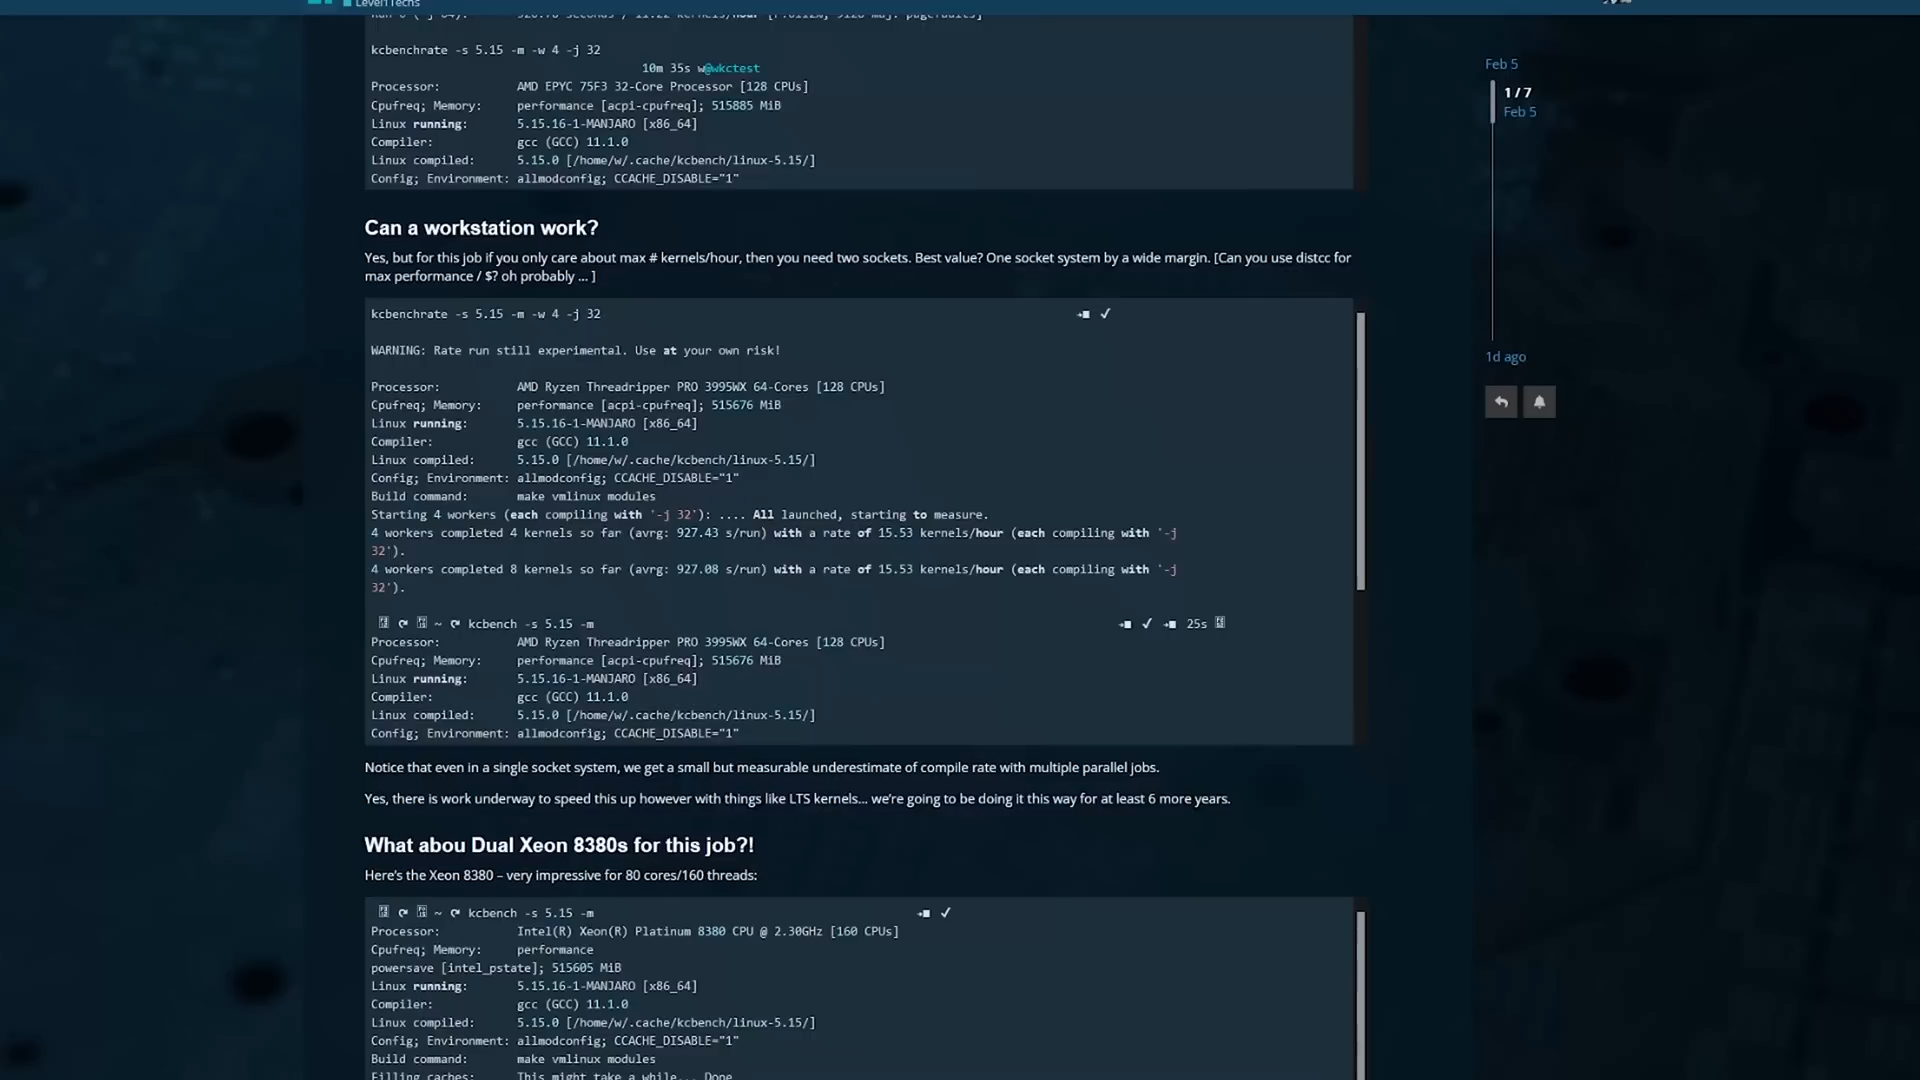 Level1Techs
kcbenchrate -s 5.15 -m -w 4 -j 32
10m 35s w@wkctest
Processor: AMD EPYC 75F3 32-Core Processor [128 CPUs]
Cpufreq; Memory: performance [acpi-cpufreq]; 515885 MiB
Linux running: 5.15.16-1-MANJARO [x86_64]
Compiler: gcc (GCC) 11.1.0
Linux compiled: 5.15.0 [/home/w/.cache/kcbench/linux-5.15/]
Config; Environment: allmodconfig; CCACHE_DISABLE="1"
Feb 5
1 / 7
Feb 5
1d ago
Can a workstation work?
Yes, but for this job if you only care about max # kernels/hour, then you need two sockets. Best value? One socket system by a wide margin. [Can you use distcc for
max performance / $? oh probably … ]
kcbenchrate -s 5.15 -m -w 4 -j 32 ✓
WARNING: Rate run still experimental. Use at your own risk!
Processor: AMD Ryzen Threadripper PRO 3995WX 64-Cores [128 CPUs]
Cpufreq; Memory: performance [acpi-cpufreq]; 515676 MiB
Linux running: 5.15.16-1-MANJARO [x86_64]
Compiler: gcc (GCC) 11.1.0
Linux compiled: 5.15.0 [/home/w/.cache/kcbench/linux-5.15/]
Config; Environment: allmodconfig; CCACHE_DISABLE="1"
Build command: make vmlinux modules
Starting 4 workers (each compiling with '-j 32'): .... All launched, starting to measure.
4 workers completed 4 kernels so far (avrg: 927.43 s/run) with a rate of 15.53 kernels/hour (each compiling with '-j
32').
4 workers completed 8 kernels so far (avrg: 927.08 s/run) with a rate of 15.53 kernels/hour (each compiling with '-j
32').
~ kcbench -s 5.15 -m ✓ 25s
Processor: AMD Ryzen Threadripper PRO 3995WX 64-Cores [128 CPUs]
Cpufreq; Memory: performance [acpi-cpufreq]; 515676 MiB
Linux running: 5.15.16-1-MANJARO [x86_64]
Compiler: gcc (GCC) 11.1.0
Linux compiled: 5.15.0 [/home/w/.cache/kcbench/linux-5.15/]
Config; Environment: allmodconfig; CCACHE_DISABLE="1"
Notice that even in a single socket system, we get a small but measurable underestimate of compile rate with multiple parallel jobs.
Yes, there is work underway to speed this up however with things like LTS kernels… we're going to be doing it this way for at least 6 more years.
What abou Dual Xeon 8380s for this job?!
Here's the Xeon 8380 – very impressive for 80 cores/160 threads:
~ kcbench -s 5.15 -m ✓
Processor: Intel(R) Xeon(R) Platinum 8380 CPU @ 2.30GHz [160 CPUs]
Cpufreq; Memory: performance
powersave [intel_pstate]; 515605 MiB
Linux running: 5.15.16-1-MANJARO [x86_64]
Compiler: gcc (GCC) 11.1.0
Linux compiled: 5.15.0 [/home/w/.cache/kcbench/linux-5.15/]
Config; Environment: allmodconfig; CCACHE_DISABLE="1"
Build command: make vmlinux modules
Filling caches: This might take a while... Done